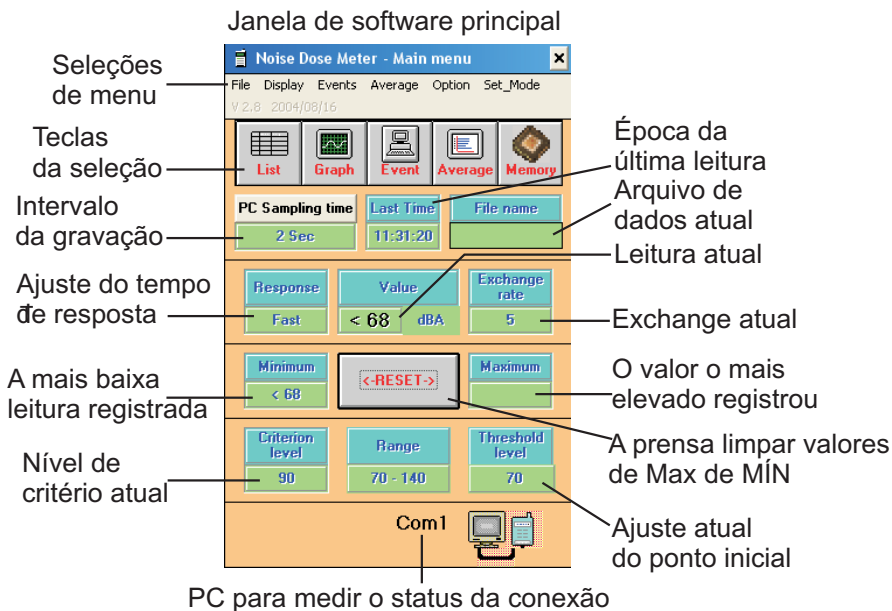 Janela de software principal
Noise Dose Meter - Main menu
Seleções
de menu
File Display Events Average Option Set_Mode
V 2.8 2004/08/16
Teclas
da seleção
List Graph Event Average Memory
Época da
última leitura
Intervalo
da gravação
PC Sampling time Last Time File name
2 Sec 11:31:20
Arquivo de
dados atual
Leitura atual
Ajuste do tempo
de resposta
Response Value Exchange
rate
Fast < 68 dBA 5
Exchange atual
A mais baixa
leitura registrada
Minimum <-RESET-> Maximum
< 68
O valor o mais
elevado registrou
A prensa limpar valores
de Max de MÍN
Nível de
critério atual
Criterion
level
Range
Threshold
level
90 70 - 140 70
Ajuste atual
do ponto inicial
Com1
PC para medir o status da conexão